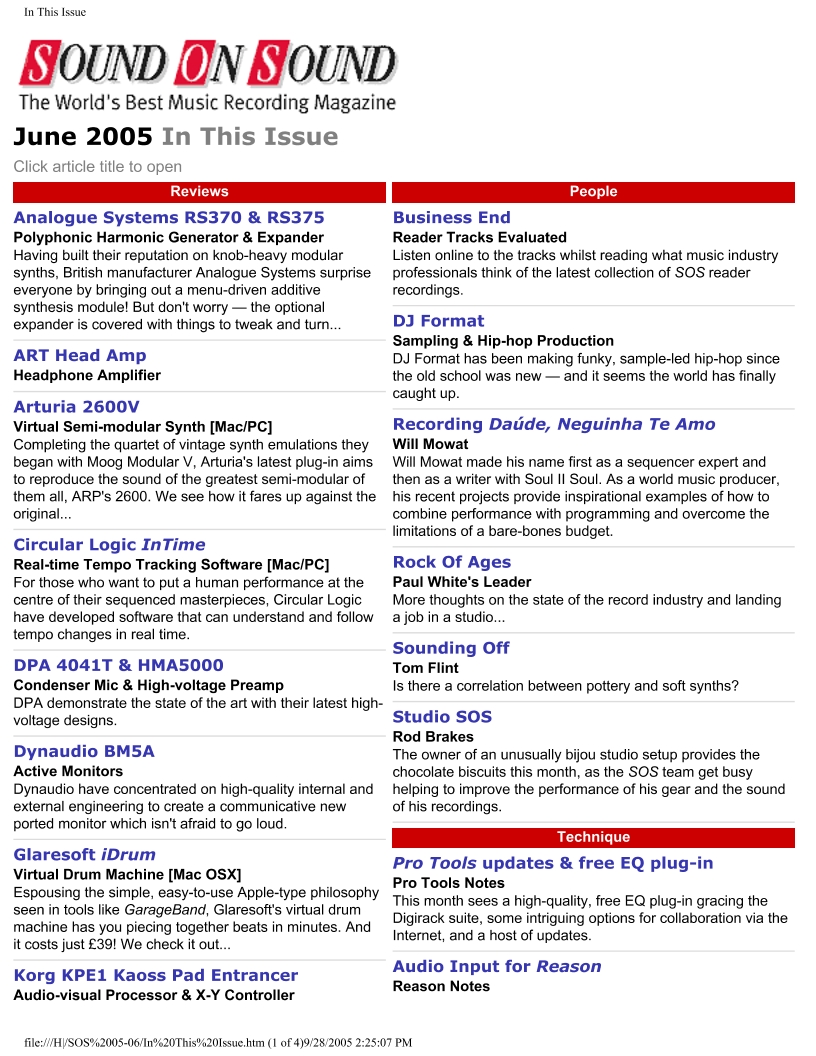 In This Issue
SOUND ON SOUND
The World's Best Music Recording Magazine
June 2005 In This Issue
Click article title to open
Reviews
Analogue Systems RS370 & RS375
Polyphonic Harmonic Generator & Expander
Having built their reputation on knob-heavy modular
synths, British manufacturer Analogue Systems surprise
everyone by bringing out a menu-driven additive
synthesis module! But don't worry — the optional
expander is covered with things to tweak and turn...
ART Head Amp
Headphone Amplifier
Arturia 2600V
Virtual Semi-modular Synth [Mac/PC]
Completing the quartet of vintage synth emulations they
began with Moog Modular V, Arturia's latest plug-in aims
to reproduce the sound of the greatest semi-modular of
them all, ARP's 2600. We see how it fares up against the
original...
Circular Logic InTime
Real-time Tempo Tracking Software [Mac/PC]
For those who want to put a human performance at the
centre of their sequenced masterpieces, Circular Logic
have developed software that can understand and follow
tempo changes in real time.
DPA 4041T & HMA5000
Condenser Mic & High-voltage Preamp
DPA demonstrate the state of the art with their latest high-
voltage designs.
Dynaudio BM5A
Active Monitors
Dynaudio have concentrated on high-quality internal and
external engineering to create a communicative new
ported monitor which isn't afraid to go loud.
Glaresoft iDrum
Virtual Drum Machine [Mac OSX]
Espousing the simple, easy-to-use Apple-type philosophy
seen in tools like GarageBand, Glaresoft's virtual drum
machine has you piecing together beats in minutes. And
it costs just £39! We check it out...
Korg KPE1 Kaoss Pad Entrancer
Audio-visual Processor & X-Y Controller
People
Business End
Reader Tracks Evaluated
Listen online to the tracks whilst reading what music industry
professionals think of the latest collection of SOS reader
recordings.
DJ Format
Sampling & Hip-hop Production
DJ Format has been making funky, sample-led hip-hop since
the old school was new — and it seems the world has finally
caught up.
Recording Daúde, Neguinha Te Amo
Will Mowat
Will Mowat made his name first as a sequencer expert and
then as a writer with Soul II Soul. As a world music producer,
his recent projects provide inspirational examples of how to
combine performance with programming and overcome the
limitations of a bare-bones budget.
Rock Of Ages
Paul White's Leader
More thoughts on the state of the record industry and landing
a job in a studio...
Sounding Off
Tom Flint
Is there a correlation between pottery and soft synths?
Studio SOS
Rod Brakes
The owner of an unusually bijou studio setup provides the
chocolate biscuits this month, as the SOS team get busy
helping to improve the performance of his gear and the sound
of his recordings.
Technique
Pro Tools updates & free EQ plug-in
Pro Tools Notes
This month sees a high-quality, free EQ plug-in gracing the
Digirack suite, some intriguing options for collaboration via the
Internet, and a host of updates.
Audio Input for Reason
Reason Notes
file:///H|/SOS%2005-06/In%20This%20Issue.htm (1 of 4)9/28/2005 2:25:07 PM